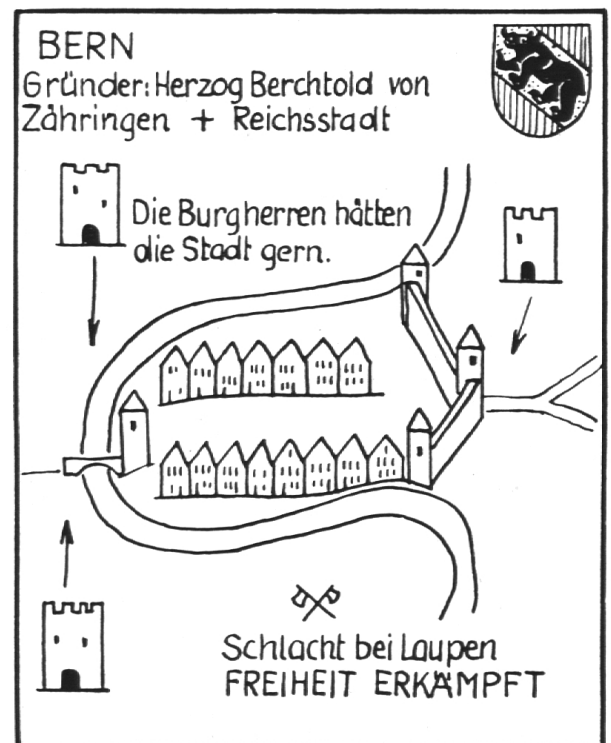 BERN
Gründer: Herzog Berchtold von
Zähringen + Reichsstadt
Die Burgherren hätten
die Stadt gern.
Schlacht bei Laupen
FREIHEIT ERKÄMPFT